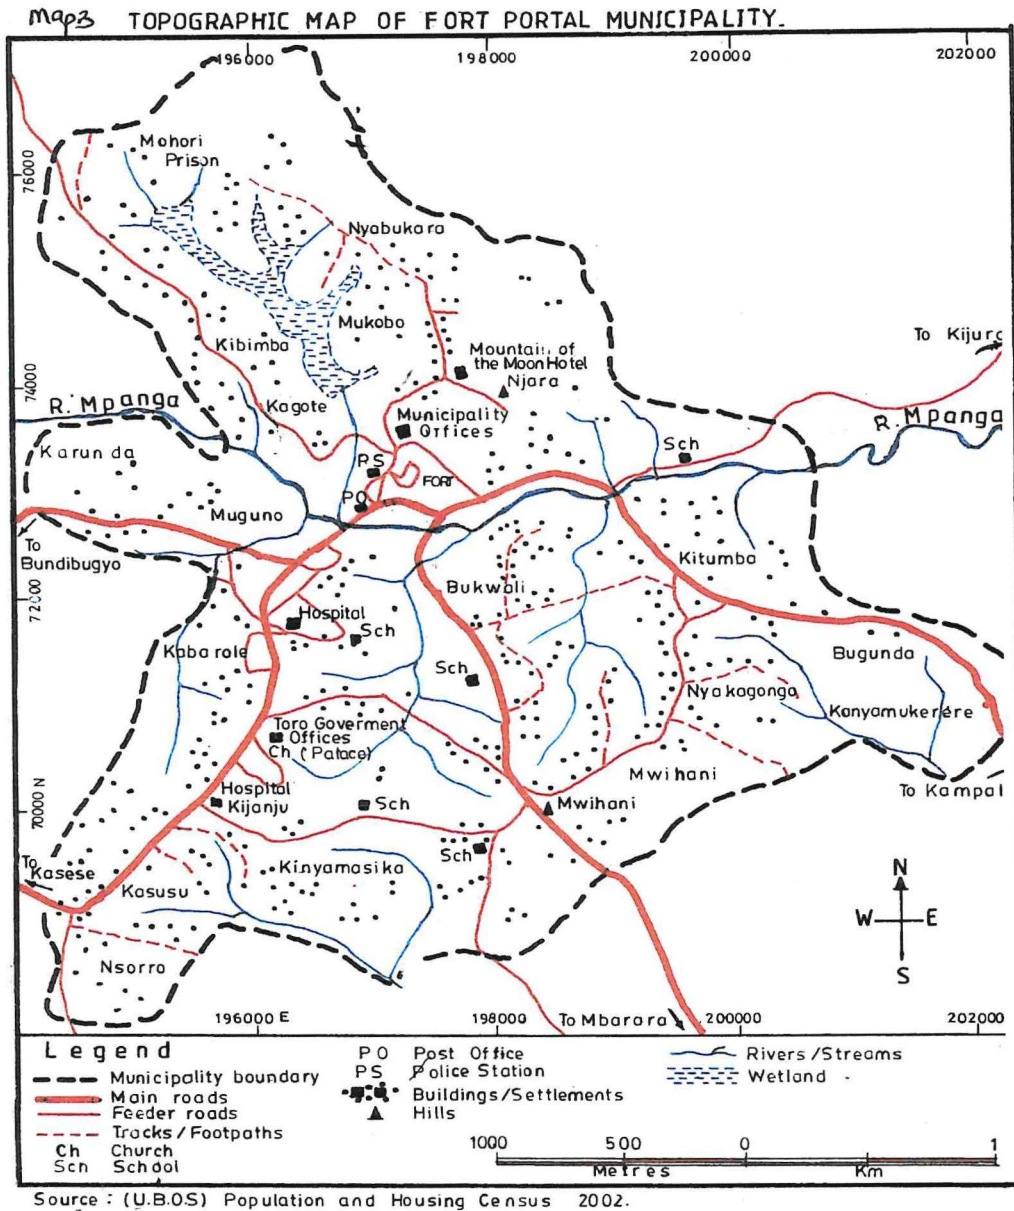 Map3 TOPOGRAPHIC MAP OF FORT PORTAL MUNICIPALITY.
196000 198000 200000 202000
76000
74000
72000
70000 N
Mohori
Prison
Nyabukara
Mukobo
Kibimba
Kagote
Mountain of
the Moon Hotel
Njara
To Kijura
R. Mpanga
R. Mpanga
Municipality
Offices
Sch
Karunda
PS
FORT
PO
Muguno
To
Bundibugyo
Kitumba
Bukwali
Hospital
Sch
Kabarole
Sch
Bugunda
Nyakagongo
Kanyamukerere
Toro Goverment
Offices
Ch (Palace)
Mwihani
Hospital
Kijanju
Sch
Mwihani
To Kampal
Sch
To
Kasese
Kasusu
Kinyamasika
N
W E
S
Nsorro
196000 E 198000 To Mbarara 200000 202000
Legend
Municipality boundary
Main roads
Feeder roads
Tracks/Footpaths
Ch Church
Scn School
PO Post Office
PS Police Station
Buildings/Settlements
Hills
Rivers/Streams
Wetland
1000 500 0 1
Metres Km
Source : (U.B.O.S) Population and Housing Census 2002.